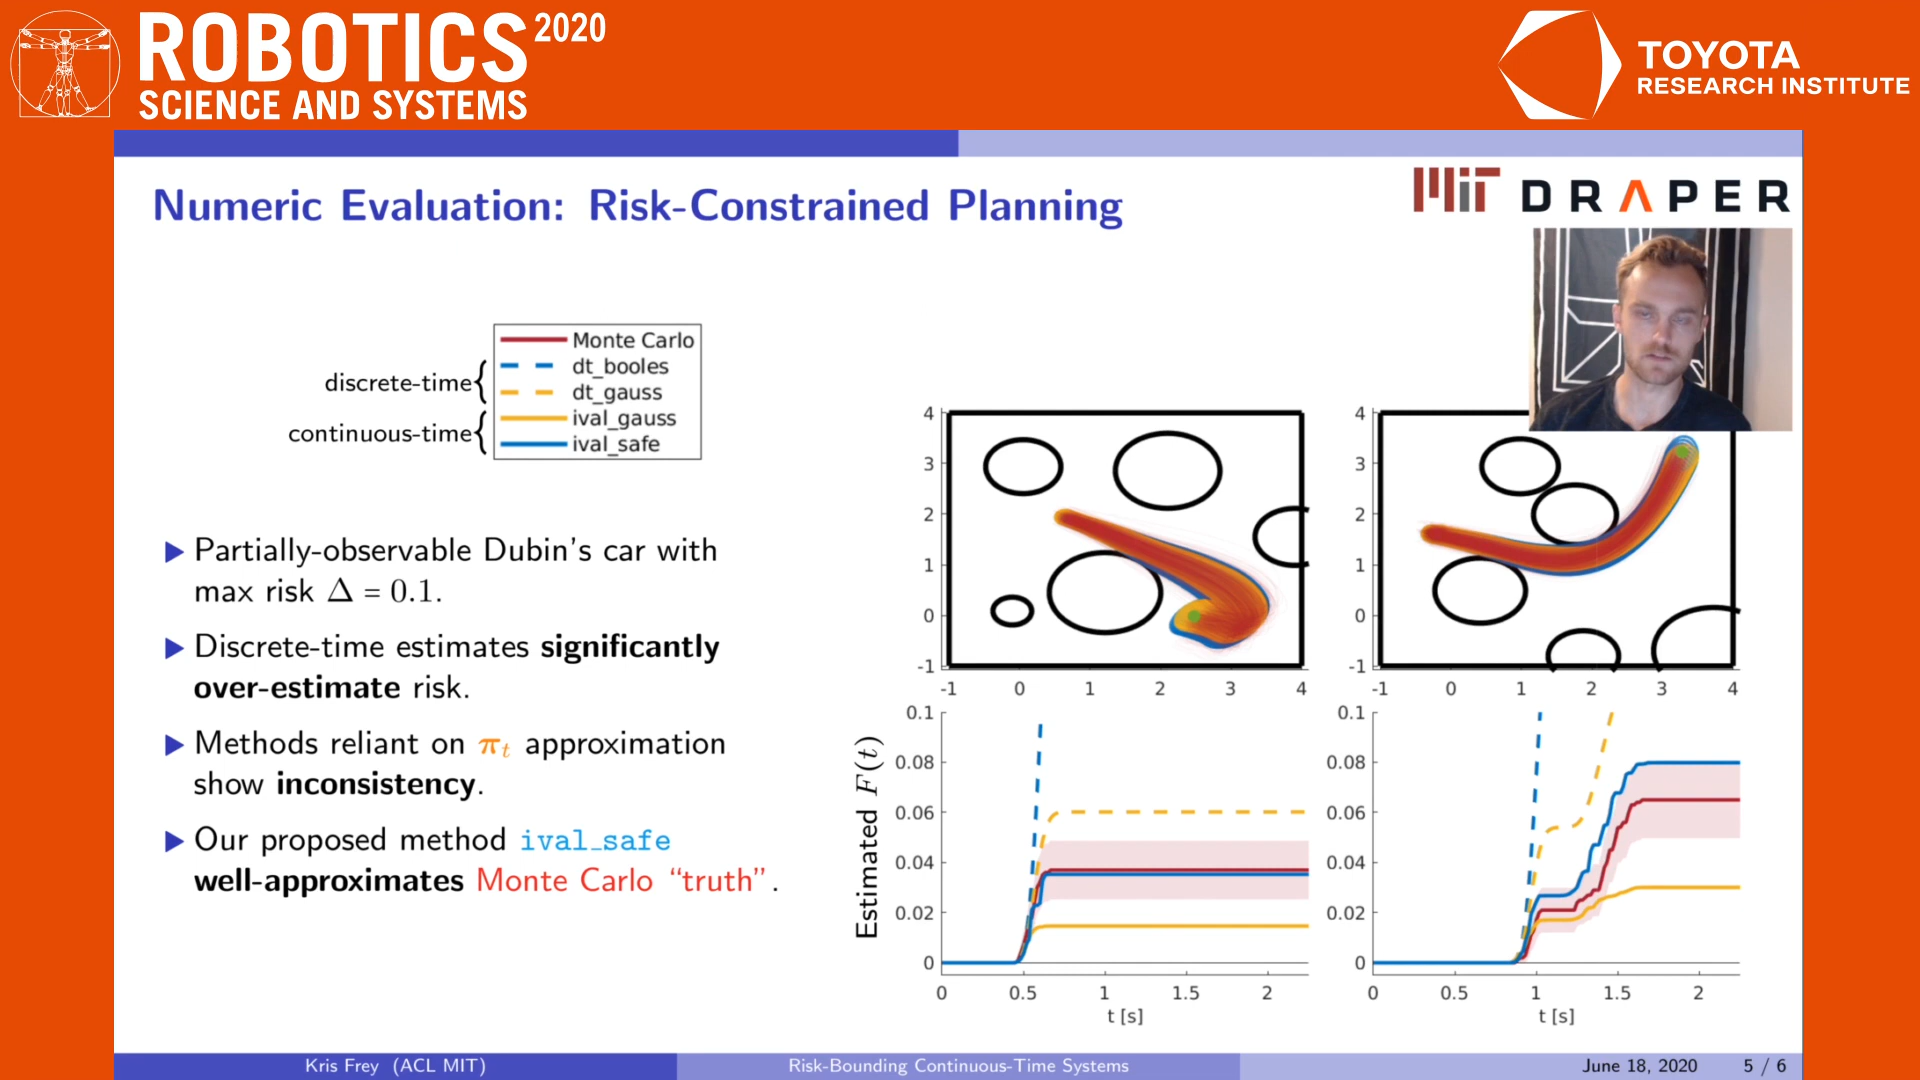 ROBOTICS 2020
SCIENCE AND SYSTEMS
TOYOTA
RESEARCH INSTITUTE
Numeric Evaluation: Risk-Constrained Planning
MIT DRAPER
Monte Carlo
dt_booles
dt_gauss
ival_gauss
ival_safe
discrete-time
continuous-time
▶ Partially-observable Dubin's car with
max risk Δ = 0.1.
▶ Discrete-time estimates significantly
over-estimate risk.
▶ Methods reliant on π_t approximation
show inconsistency.
▶ Our proposed method ival_safe
well-approximates Monte Carlo “truth”.
4
3
2
1
0
-1
-1 0 1 2 3 4
4
3
2
1
0
-1
-1 0 1 2 3 4
Estimated F(t)
0.1
0.08
0.06
0.04
0.02
0
0 0.5 1 1.5 2
t [s]
0.1
0.08
0.06
0.04
0.02
0
0 0.5 1 1.5 2
t [s]
Kris Frey (ACL MIT) Risk-Bounding Continuous-Time Systems June 18, 2020 5 / 6